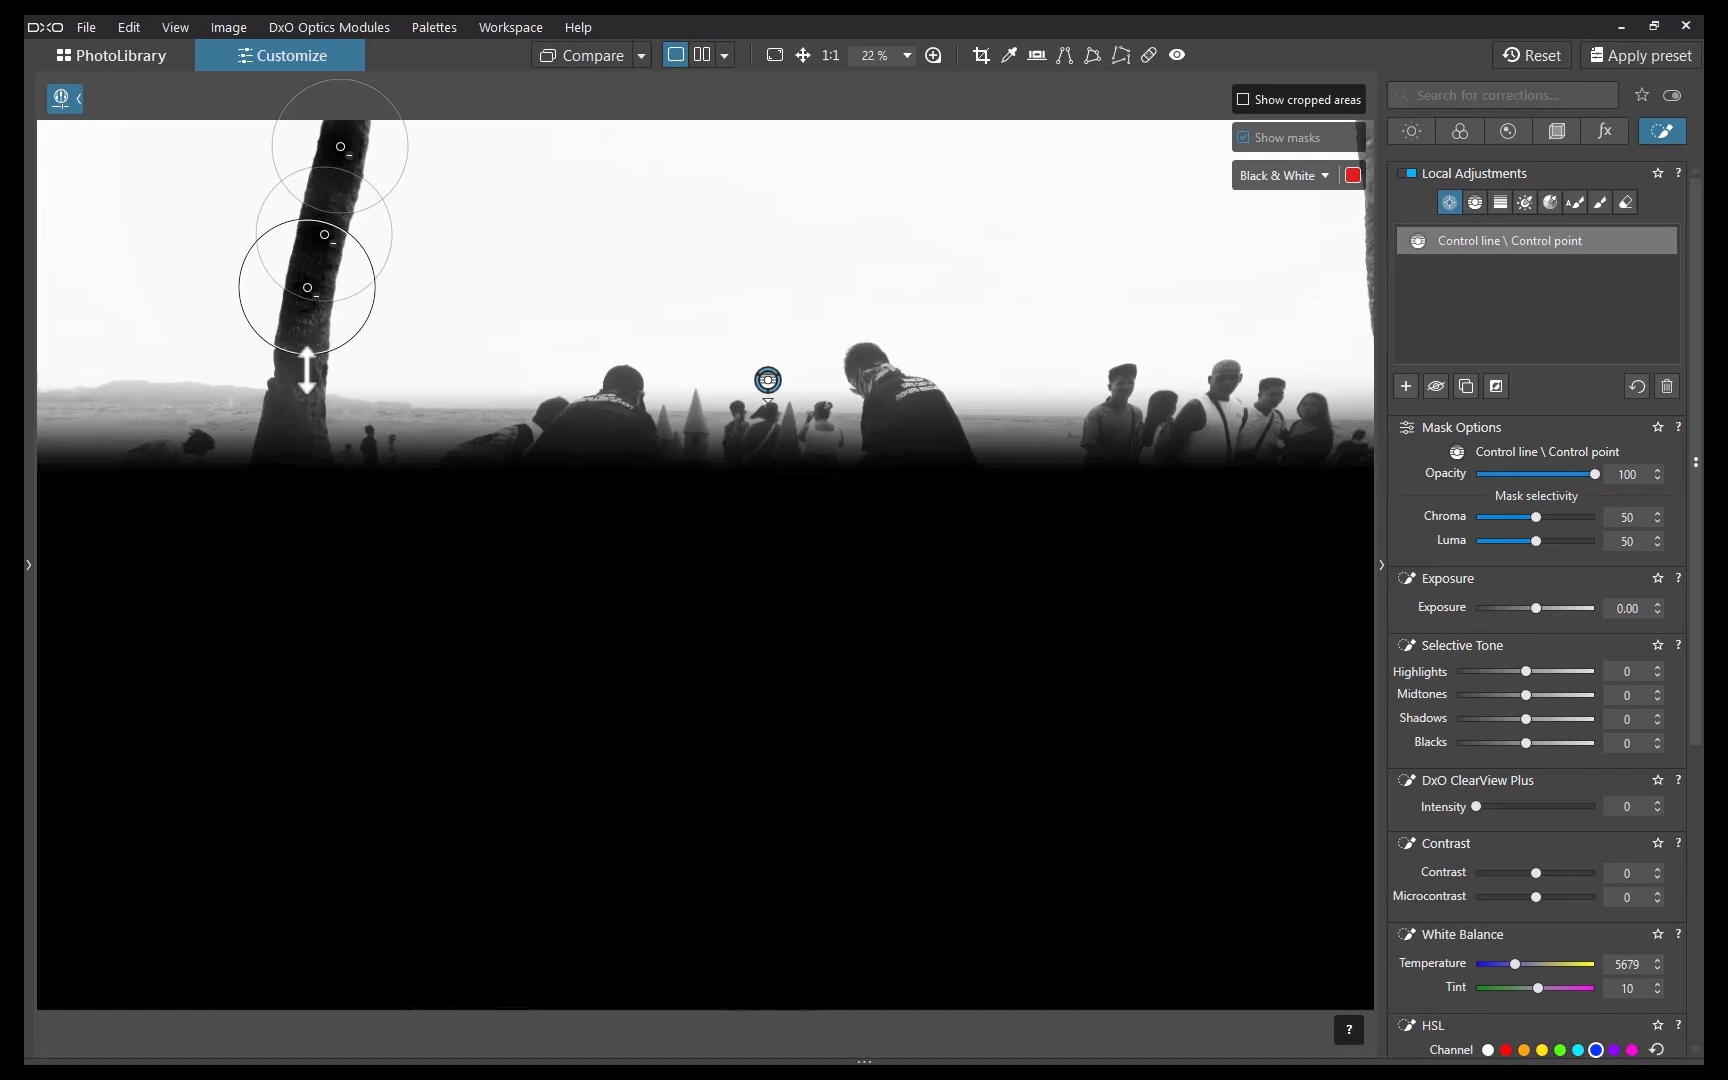 DXO File Edit View Image DxO Optics Modules Palettes Workspace Help
PhotoLibrary Customize Compare 1:1 22 % Reset Apply preset
Show cropped areas
Show masks
Black & White
Search for corrections...
fx
Local Adjustments ?
A
Control line \ Control point
Mask Options ?
Control line \ Control point
Opacity 100
Mask selectivity
Chroma 50
Luma 50
Exposure ?
Exposure 0.00
Selective Tone ?
Highlights 0
Midtones 0
Shadows 0
Blacks 0
DxO ClearView Plus ?
Intensity 0
Contrast ?
Contrast 0
Microcontrast 0
White Balance ?
Temperature 5679
Tint 10
HSL ?
Channel
?